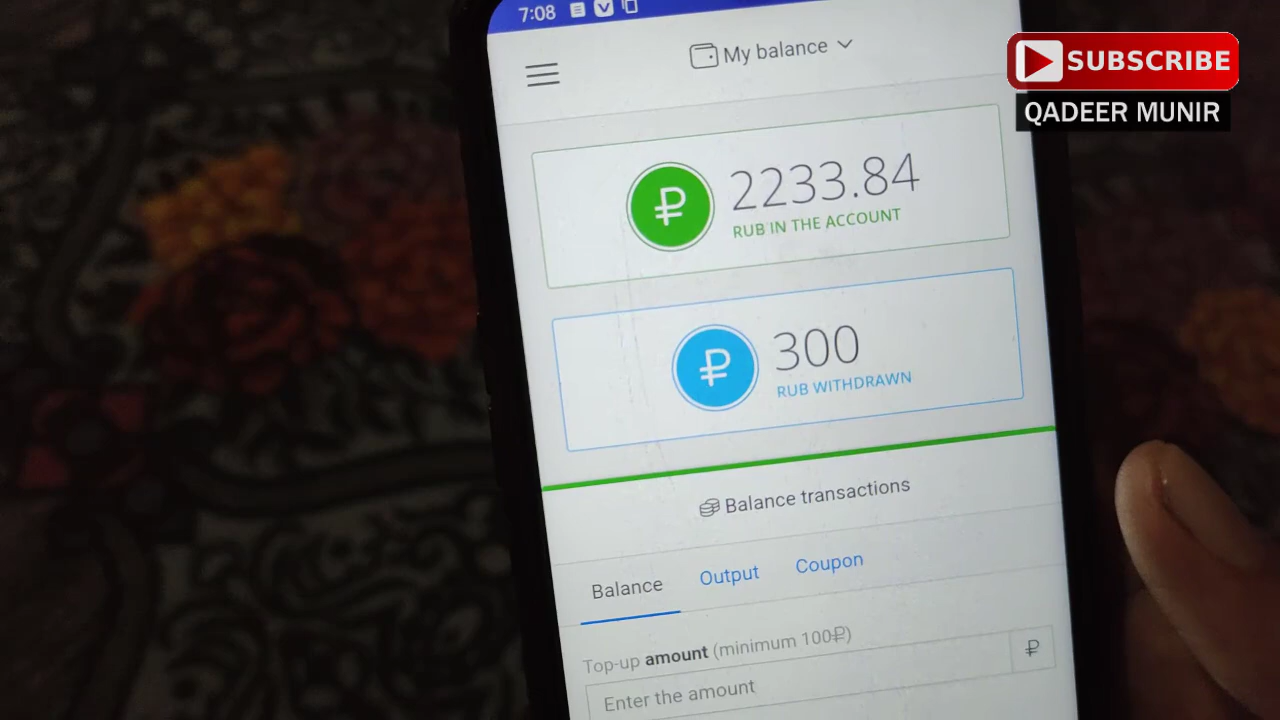 7:08
My balance
SUBSCRIBE
QADEER MUNIR
₽ 2233.84
RUB IN THE ACCOUNT
₽ 300
RUB WITHDRAWN
Balance transactions
Balance Output Coupon
Top-up amount (minimum 100₽)
Enter the amount ₽